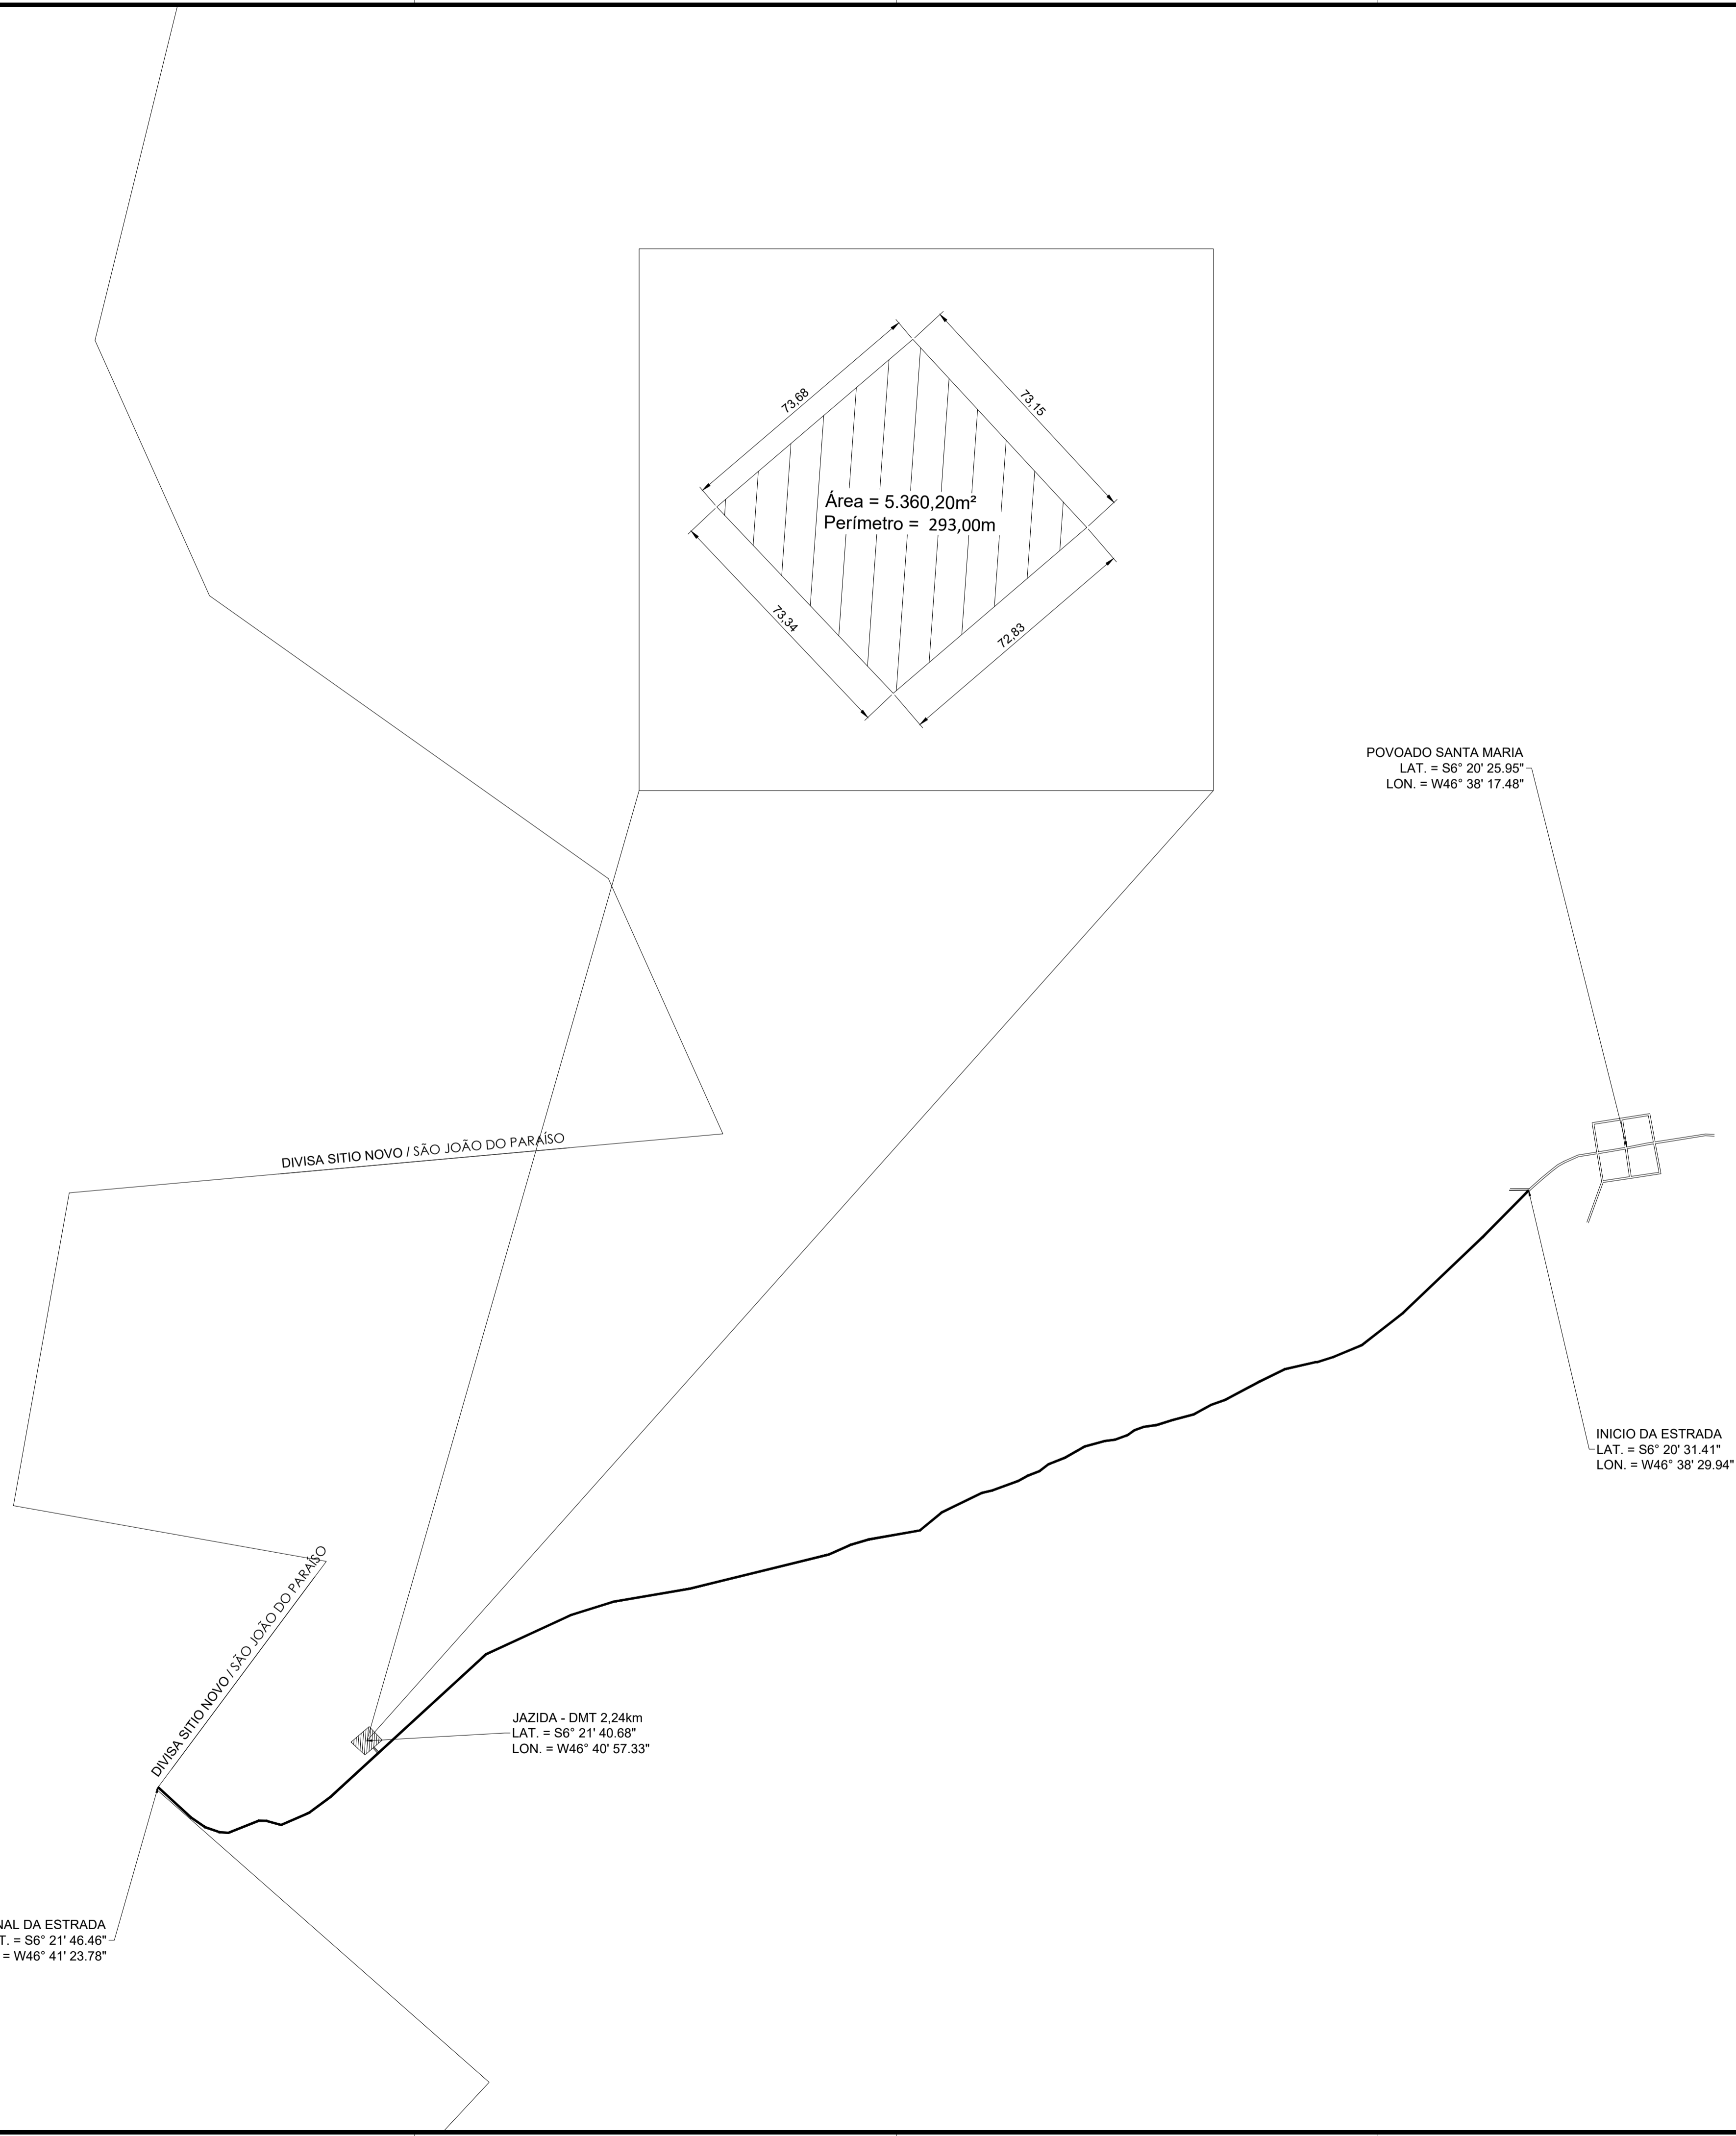 73,68
73,15
Área = 5.360,20m²
Perímetro = 293,00m
73,34
72,83
POVOADO SANTA MARIA
LAT. = S6° 20' 25.95"
LON. = W46° 38' 17.48"
DIVISA SITIO NOVO / SÃO JOÃO DO PARAÍSO
INICIO DA ESTRADA
LAT. = S6° 20' 31.41"
LON. = W46° 38' 29.94"
DIVISA SITIO NOVO / SÃO JOÃO DO PARAÍSO
JAZIDA - DMT 2,24km
LAT. = S6° 21' 40.68"
LON. = W46° 40' 57.33"
NAL DA ESTRADA
T. = S6° 21' 46.46"
= W46° 41' 23.78"